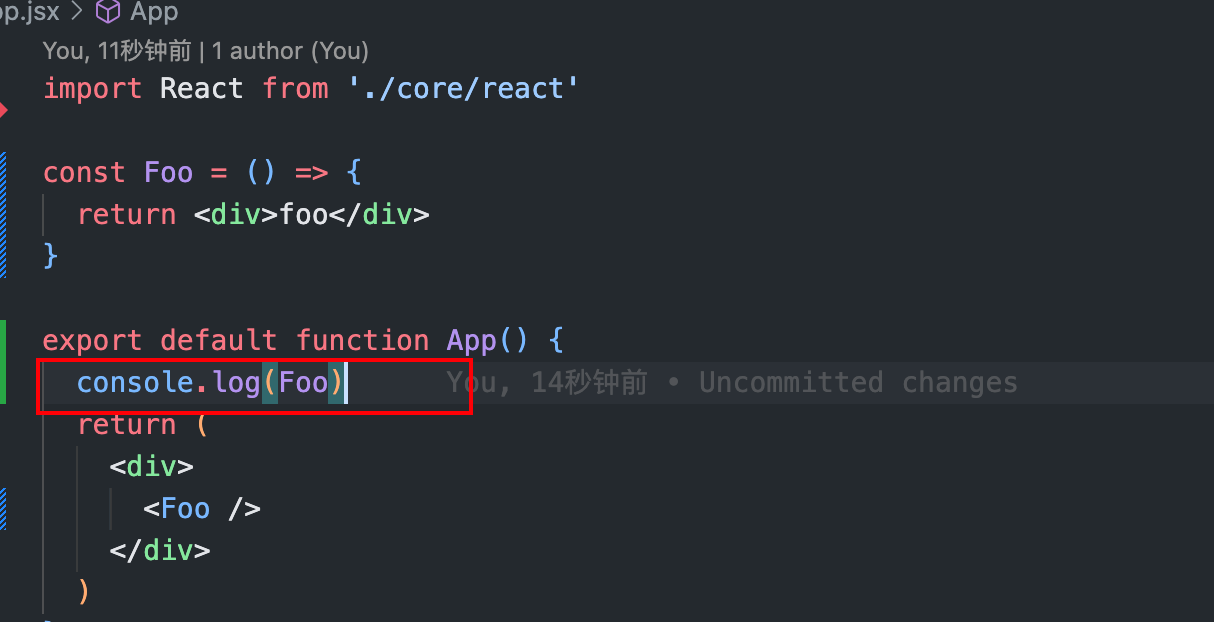 op.jsx > App
You, 11秒钟前 | 1 author (You)
import React from './core/react'
const Foo = () => {
return <div>foo</div>
}
export default function App() {
console.log(Foo) You, 14秒钟前 • Uncommitted changes
return (
<div>
<Foo />
</div>
)